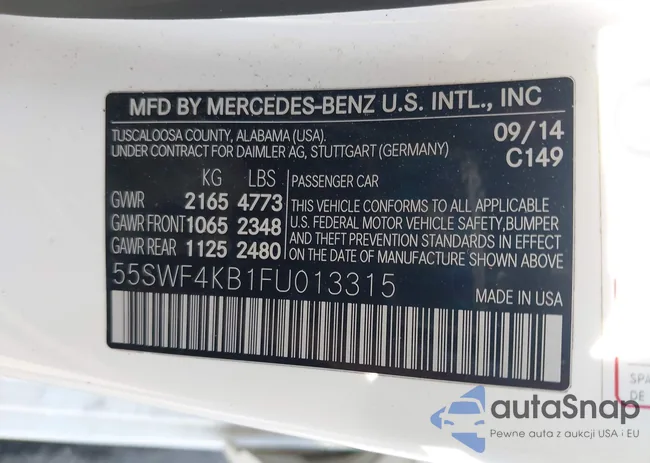 MFD BY MERCEDES-BENZ U.S. INTL., INC
TUSCALOOSA COUNTY, ALABAMA (USA). 09/14
UNDER CONTRACT FOR DAIMLER AG, STUTTGART (GERMANY) C149
KG LBS PASSENGER CAR
GVWR 2165 4773
GAWR FRONT 1065 2348
GAWR REAR 1125 2480
THIS VEHICLE CONFORMS TO ALL APPLICABLE
U.S. FEDERAL MOTOR VEHICLE SAFETY,BUMPER
AND THEFT PREVENTION STANDARDS IN EFFECT
ON THE DATE OF MANUFACTURE SHOWN ABOVE.
55SWF4KB1FU013315
MADE IN USA
SPA
DE
autaSnap
Pewne auta z aukcji USA i EU